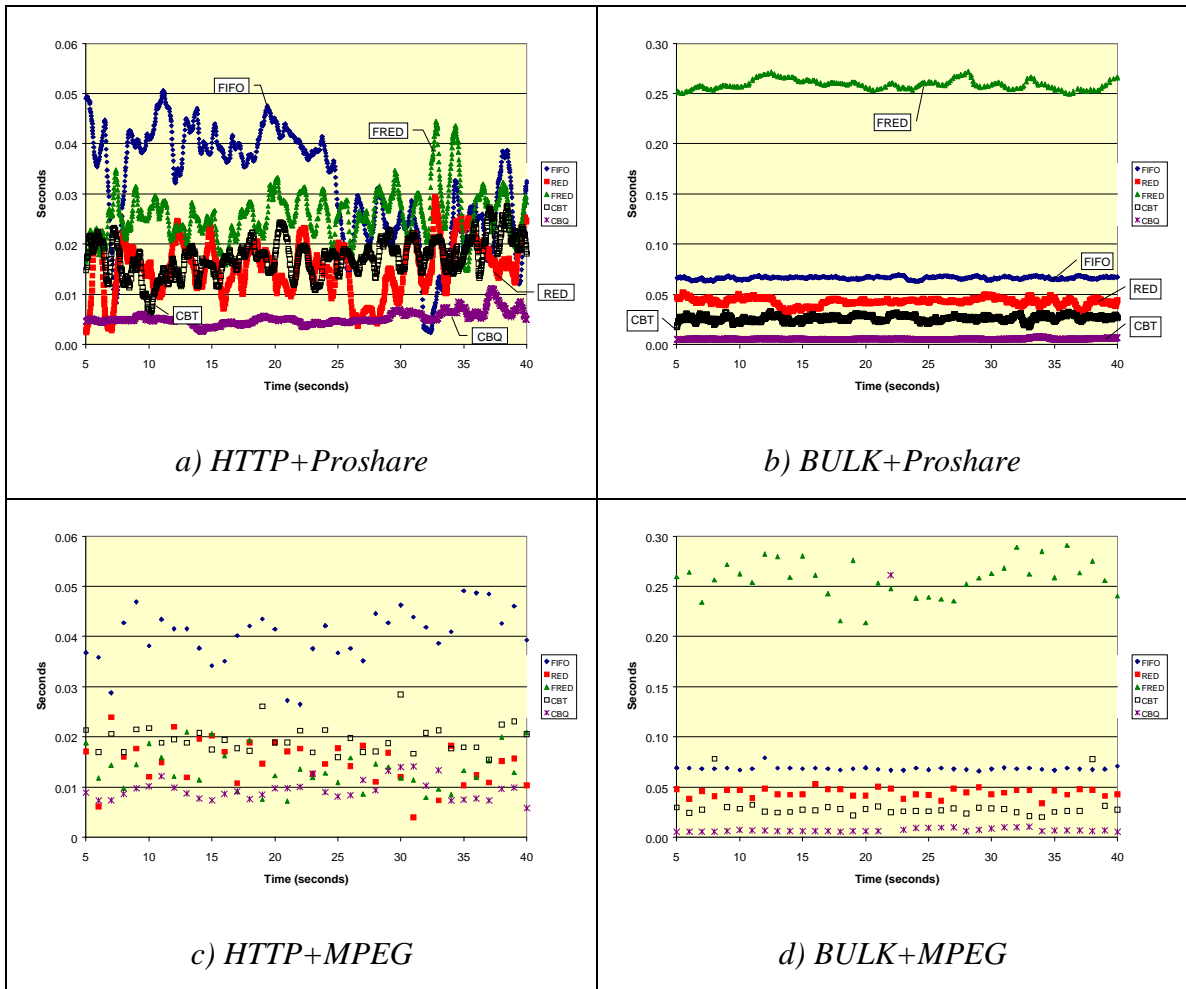 0.06
0.05
0.04
0.03
0.02
0.01
0.00
Seconds
5 10 15 20 25 30 35 40
Time (seconds)
FIFO
FRED
CBT
RED
CBQ
FIFO
RED
FRED
CBT
CBQ
a) HTTP+Proshare
0.30
0.25
0.20
0.15
0.10
0.05
0.00
Seconds
5 10 15 20 25 30 35 40
Time (seconds)
FRED
FIFO
RED
CBT
CBT
FIFO
RED
FRED
CBT
CBQ
b) BULK+Proshare
0.06
0.05
0.04
0.03
0.02
0.01
0
Seconds
5 10 15 20 25 30 35 40
Time (seconds)
FIFO
RED
FRED
CBT
CBQ
c) HTTP+MPEG
0.30
0.25
0.20
0.15
0.10
0.05
0.00
Seconds
5 10 15 20 25 30 35 40
Time (seconds)
FIFO
RED
FRED
CBT
CBQ
d) BULK+MPEG